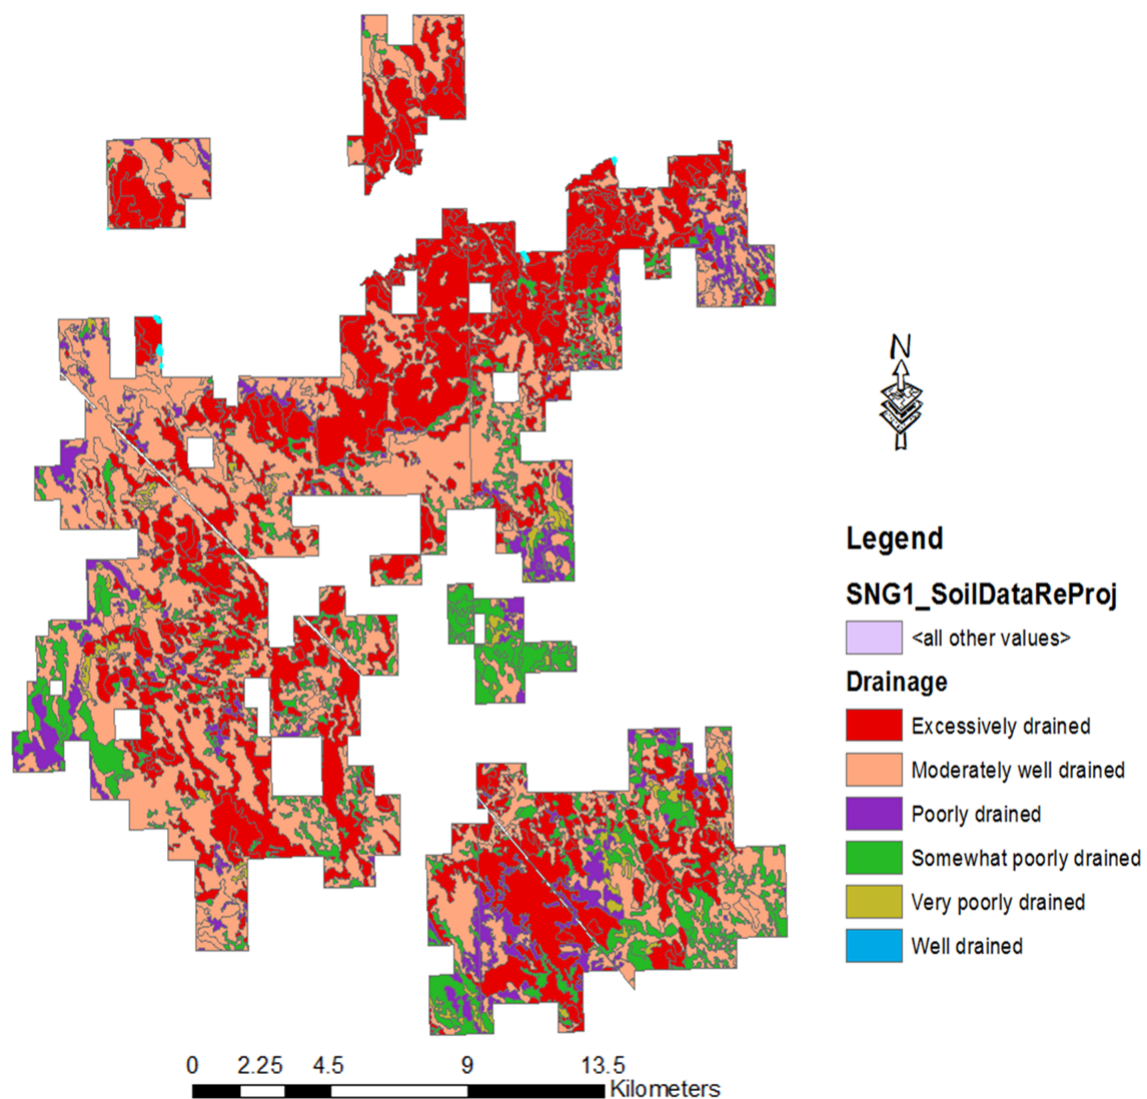 N
Legend
SNG1_SoilDataReProj
<all other values>
Drainage
Excessively drained
Moderately well drained
Poorly drained
Somewhat poorly drained
Very poorly drained
Well drained
0 2.25 4.5 9 13.5
Kilometers